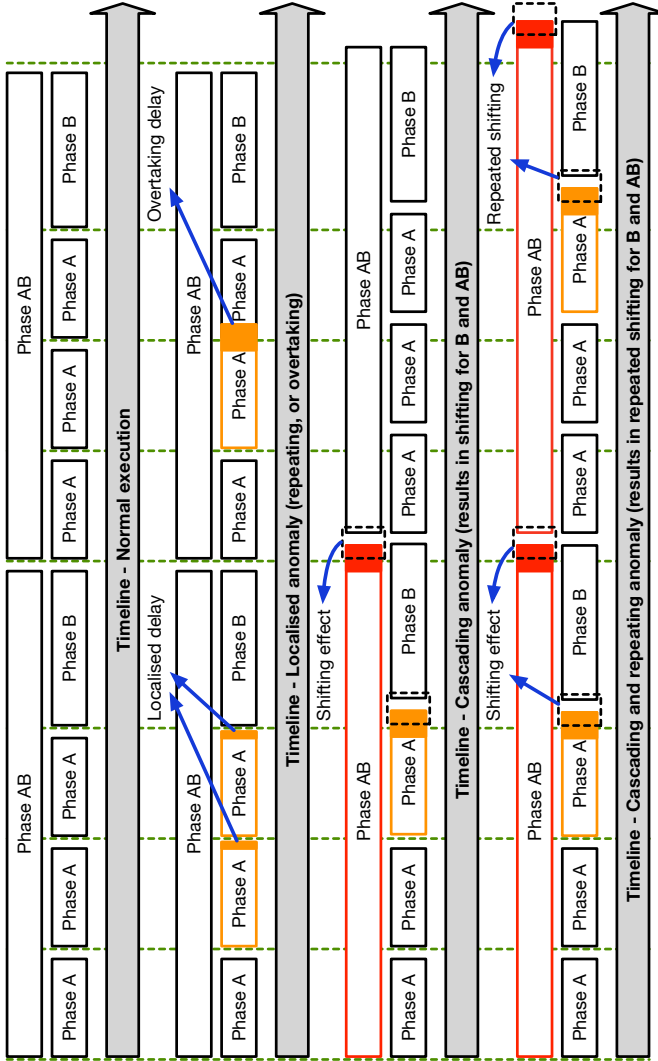 Phase AB
Phase AB
Phase A
Phase A
Phase A
Phase B
Phase A
Phase A
Phase A
Phase B
Timeline - Normal execution
Localised delay
Overtaking delay
Phase AB
Phase AB
Phase A
Phase A
Phase A
Phase B
Phase A
Phase A
Phase A
Phase B
Timeline - Localised anomaly (repeating, or overtaking)
Shifting effect
Phase AB
Phase AB
Phase A
Phase A
Phase A
Phase B
Phase A
Phase A
Phase A
Phase B
Timeline - Cascading anomaly (results in shifting for B and AB)
Shifting effect
Repeated shifting
Phase AB
Phase AB
Phase A
Phase A
Phase A
Phase B
Phase A
Phase A
Phase A
Phase B
Timeline - Cascading and repeating anomaly (results in repeated shifting for B and AB)